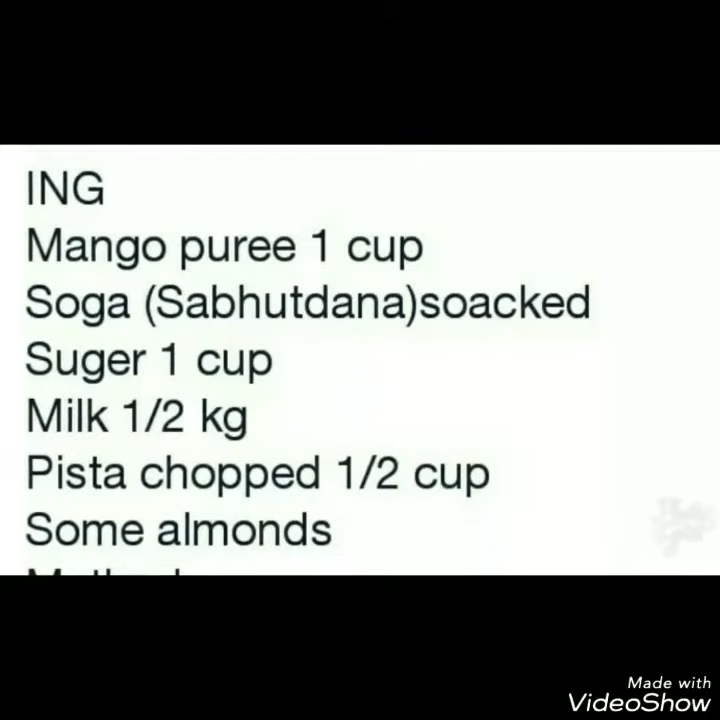 ING
Mango puree 1 cup
Soga (Sabhutdana)soacked
Suger 1 cup
Milk 1/2 kg
Pista chopped 1/2 cup
Some almonds
Made with
VideoShow